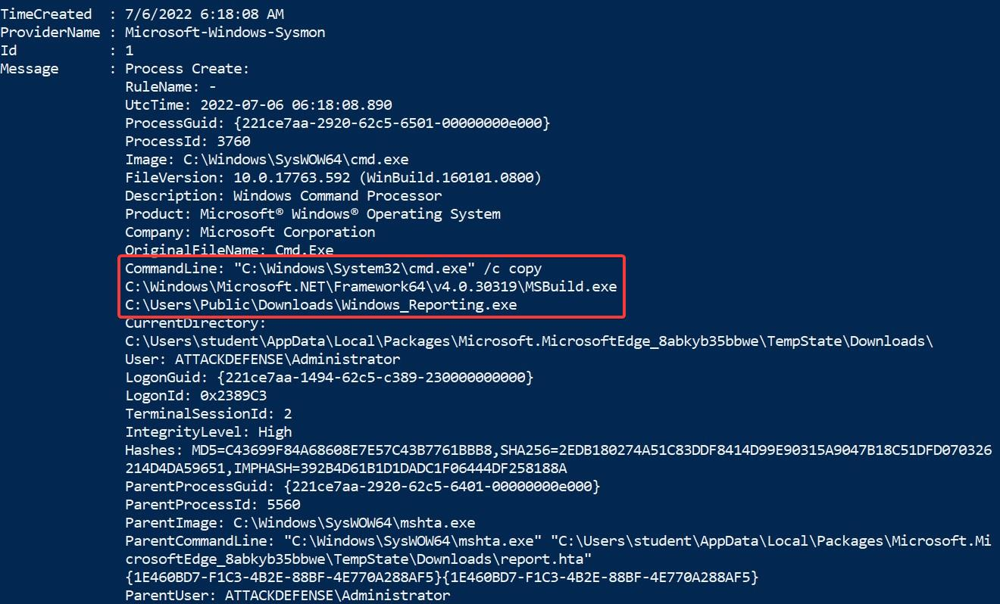 TimeCreated  : 7/6/2022 6:18:08 AM
ProviderName : Microsoft-Windows-Sysmon
Id           : 1
Message      : Process Create:
RuleName: -
UtcTime: 2022-07-06 06:18:08.890
ProcessGuid: {221ce7aa-2920-62c5-6501-00000000e000}
ProcessId: 3760
Image: C:\Windows\SysWOW64\cmd.exe
FileVersion: 10.0.17763.592 (WinBuild.160101.0800)
Description: Windows Command Processor
Product: Microsoft® Windows® Operating System
Company: Microsoft Corporation
OriginalFileName: Cmd.Exe
CommandLine: "C:\Windows\System32\cmd.exe" /c copy
C:\Windows\Microsoft.NET\Framework64\v4.0.30319\MSBuild.exe
C:\Users\Public\Downloads\Windows_Reporting.exe
CurrentDirectory:
C:\Users\student\AppData\Local\Packages\Microsoft.MicrosoftEdge_8abkyb35bbwe\TempState\Downloads\
User: ATTACKDEFENSE\Administrator
LogonGuid: {221ce7aa-1494-62c5-c389-230000000000}
LogonId: 0x2389C3
TerminalSessionId: 2
IntegrityLevel: High
Hashes: MD5=C43699F84A68608E7E57C43B7761BBB8,SHA256=2EDB180274A51C83DDF8414D99E90315A9047B18C51DFD070326
214D4DA59651,IMPHASH=392B4D61B1D1DADC1F06444DF258188A
ParentProcessGuid: {221ce7aa-2920-62c5-6401-00000000e000}
ParentProcessId: 5560
ParentImage: C:\Windows\SysWOW64\mshta.exe
ParentCommandLine: "C:\Windows\SysWOW64\mshta.exe" "C:\Users\student\AppData\Local\Packages\Microsoft.Mi
crosoftEdge_8abkyb35bbwe\TempState\Downloads\report.hta"
{1E460BD7-F1C3-4B2E-88BF-4E770A288AF5}{1E460BD7-F1C3-4B2E-88BF-4E770A288AF5}
ParentUser: ATTACKDEFENSE\Administrator